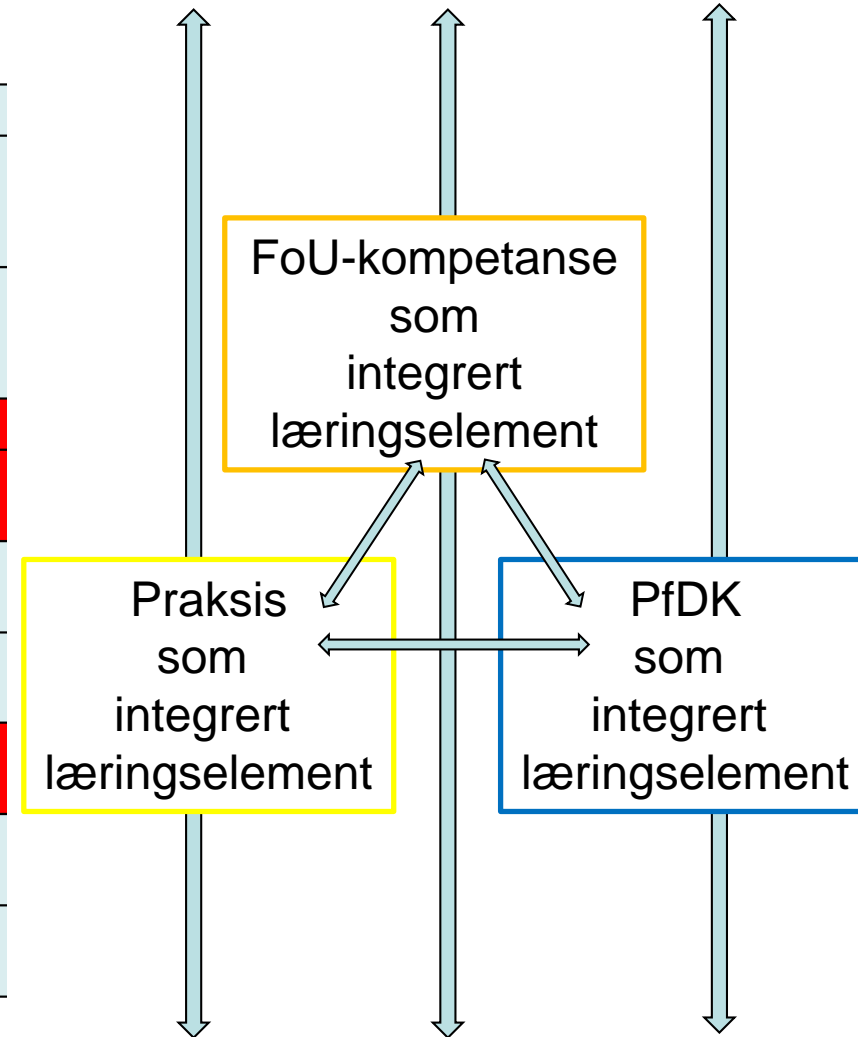 FoU-kompetanse
som
integrert
læringselement
Praksis
som
integrert
læringselement
PfDK
som
integrert
læringselement